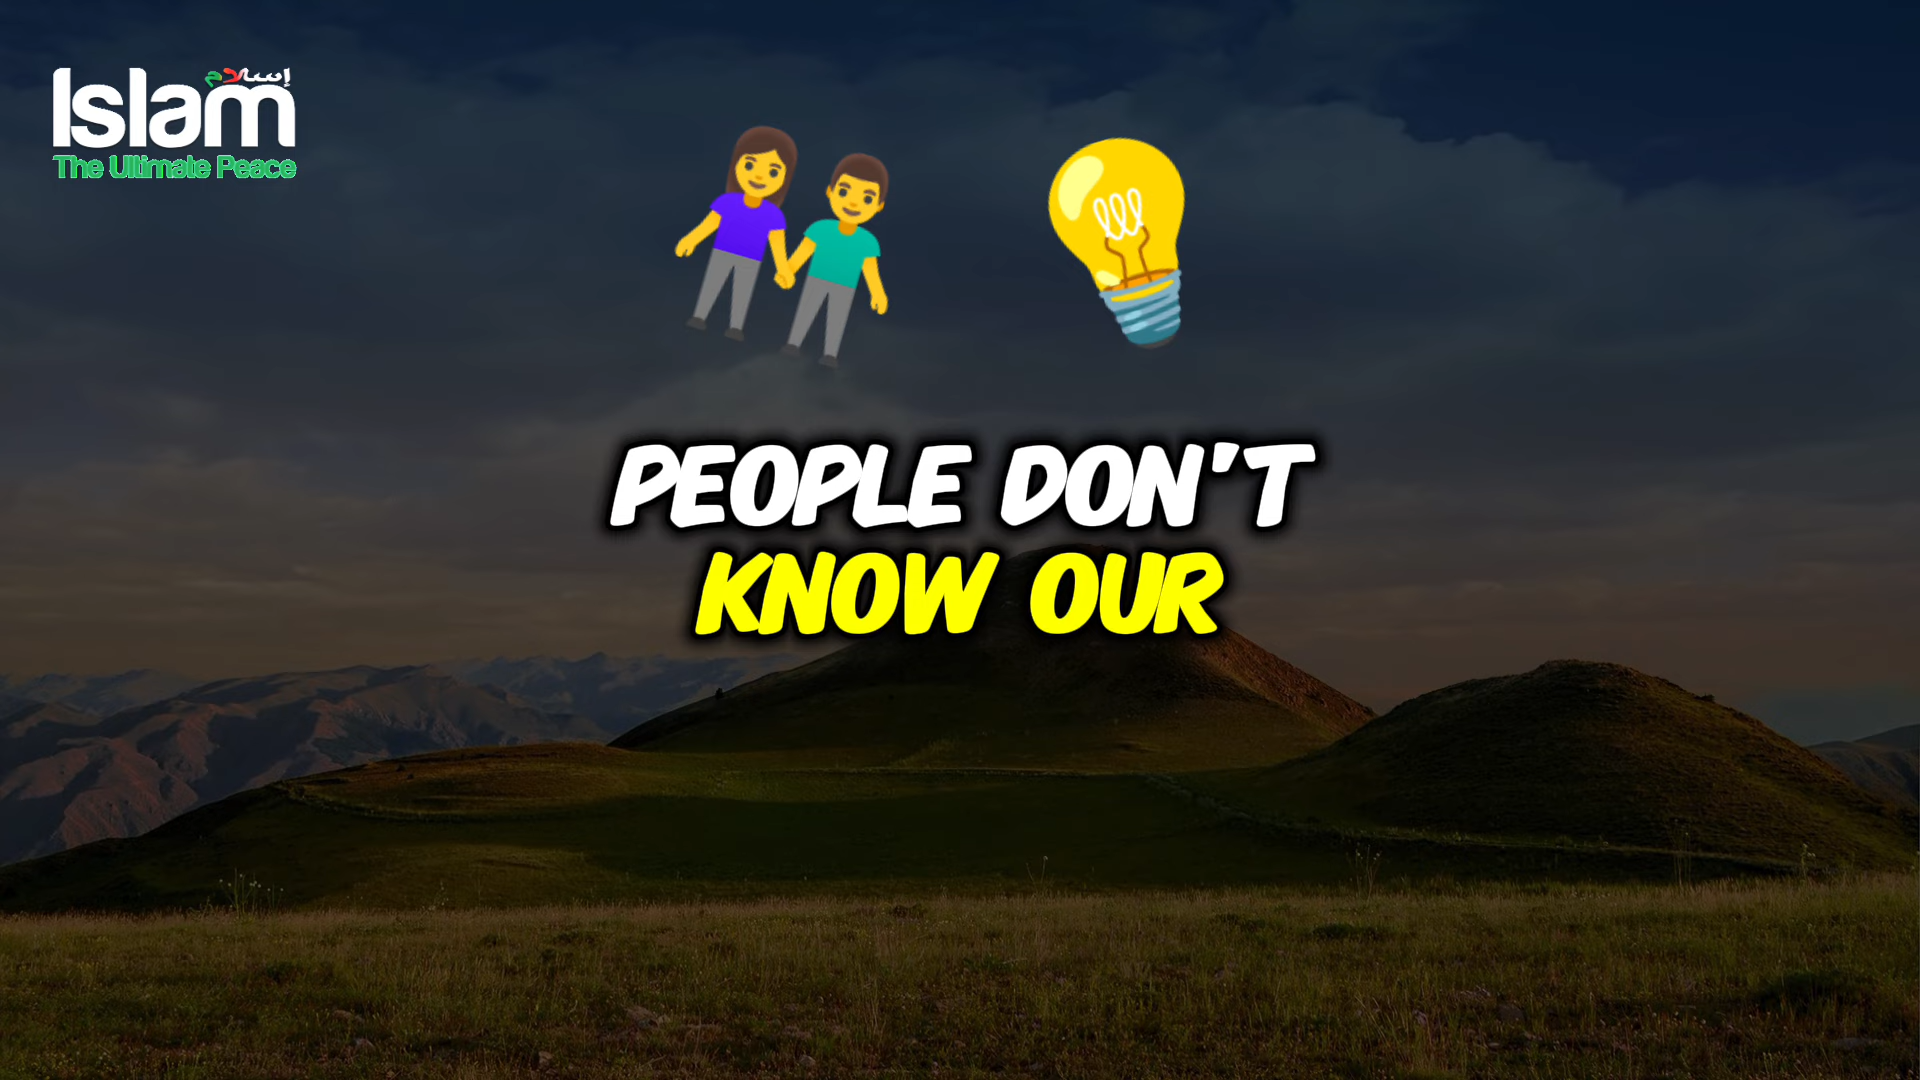 إسلام
Islam
The Ultimate Peace
PEOPLE DON'T
KNOW OUR